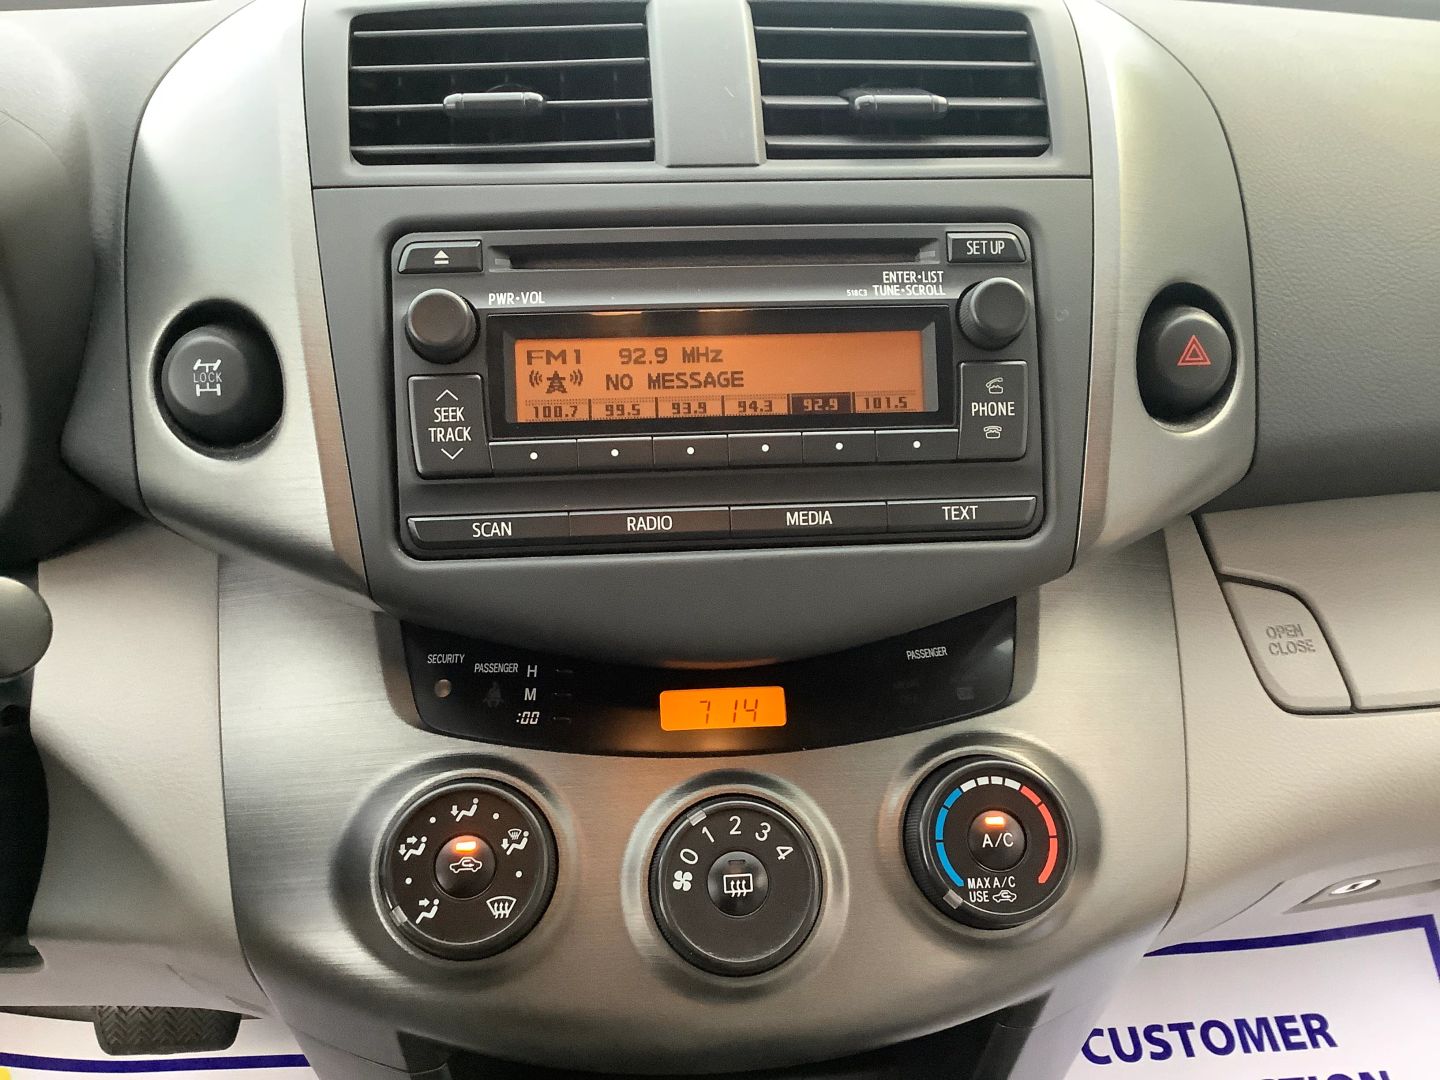 SET UP
ENTER•LIST
PWR•VOL
518C3 TUNE•SCROLL
FM1 92.9 MHz
NO MESSAGE
100.7 99.5 93.9 94.3 92.9 101.5
LOCK
SEEK
TRACK
PHONE
SCAN RADIO MEDIA TEXT
OPEN
CLOSE
SECURITY PASSENGER H
M
:00
7 14
PASSENGER
0 1 2 3 4
A/C
MAX A/C
USE
CUSTOMER